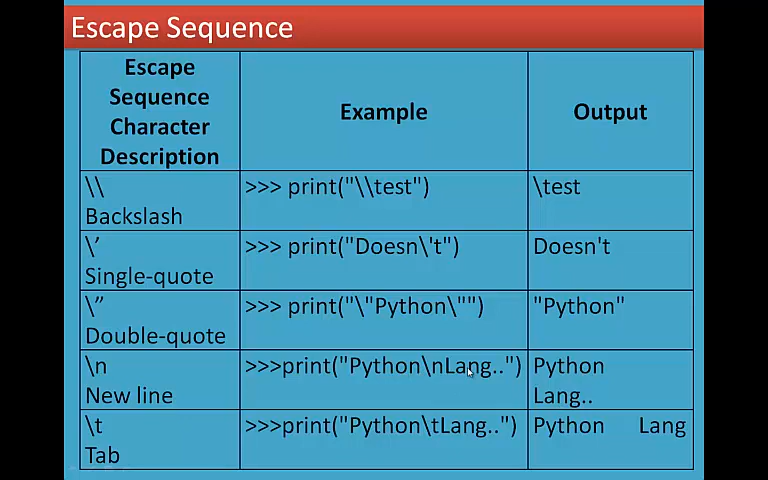 Escape Sequence
Escape
Sequence
Character
Description
Example
Output
\\
Backslash
>>> print("\\test")
\test
\’
Single-quote
>>> print("Doesn\'t")
Doesn't
\”
Double-quote
>>> print("\"Python\"")
"Python"
\n
New line
>>>print("Python\nLang..")
Python
Lang..
\t
Tab
>>>print("Python\tLang..")
Python Lang